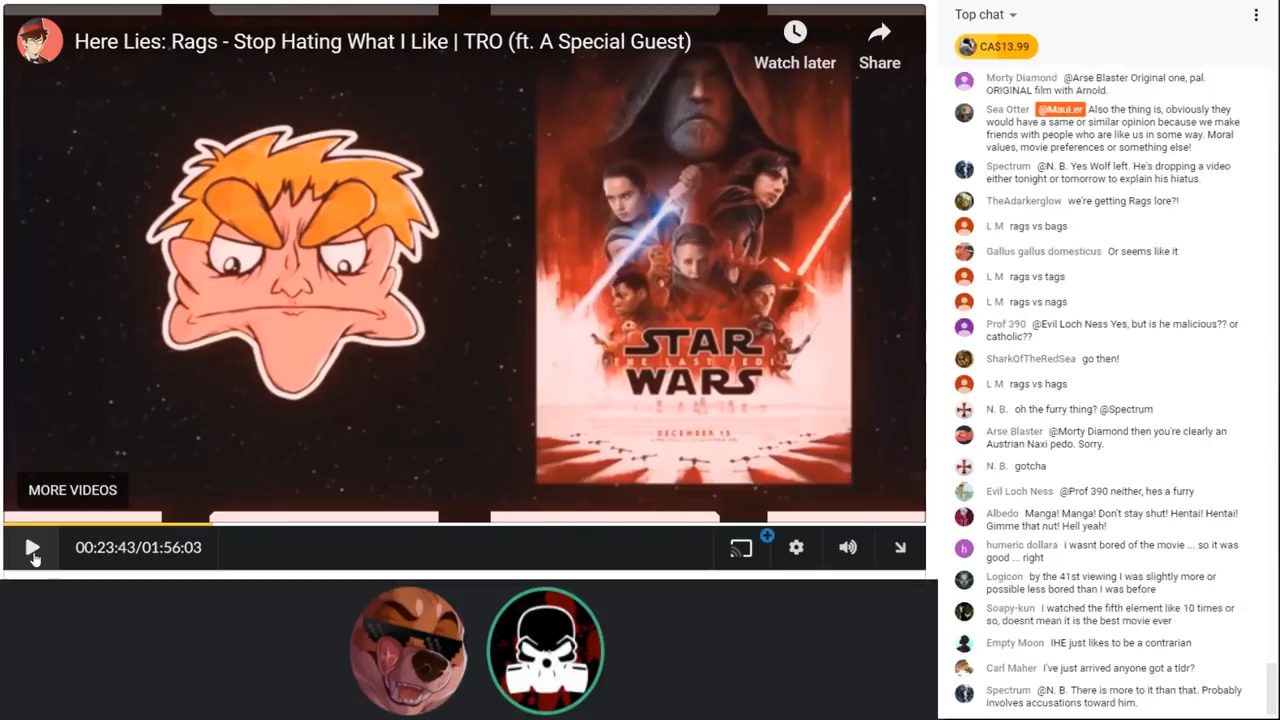 Here Lies: Rags - Stop Hating What I Like | TRO (ft. A Special Guest)
Watch later
Share
STAR
THE LAST JEDI
WARS
DECEMBER 15
MORE VIDEOS
00:23:43/01:56:03
Top chat
CA$13.99
Morty Diamond @Arse Blaster Original one, pal.
ORIGINAL film with Arnold.
Sea Otter @MauLer Also the thing is, obviously they
would have a same or similar opinion because we make
friends with people who are like us in some way. Moral
values, movie preferences or something else!
Spectrum @N. B. Yes Wolf left. He's dropping a video
either tonight or tomorrow to explain his hiatus.
TheAdarkerglow we're getting Rags lore?!
L M rags vs bags
Gallus gallus domesticus Or seems like it
L M rags vs tags
L M rags vs nags
Prof 390 @Evil Loch Ness Yes, but is he malicious?? or
catholic??
SharkOfTheRedSea go then!
L M rags vs hags
N. B. oh the furry thing? @Spectrum
Arse Blaster @Morty Diamond then you're clearly an
Austrian Naxi pedo. Sorry.
N. B. gotcha
Evil Loch Ness @Prof 390 neither, hes a furry
Albedo Manga! Manga! Don't stay shut! Hentai! Hentai!
Gimme that nut! Hell yeah!
h
humeric dollara i wasnt bored of the movie ... so it was
good ... right
Logicon by the 41st viewing I was slightly more or
possible less bored than I was before
Soapy-kun I watched the fifth element like 10 times or
so, doesnt mean it is the best movie ever
Empty Moon IHE just likes to be a contrarian
Carl Maher I've just arrived anyone got a tldr?
Spectrum @N. B. There is more to it than that. Probably
involves accusations toward him.